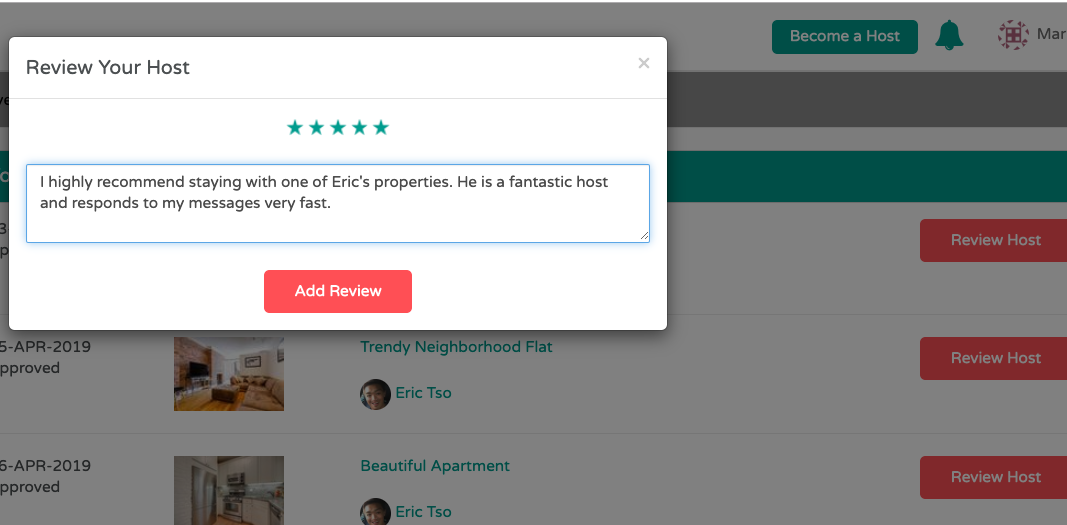 Become a Host
Mar
Review Your Host
×
I highly recommend staying with one of Eric's properties. He is a fantastic host
and responds to my messages very fast.
Add Review
Review Host
5-APR-2019
pproved
Trendy Neighborhood Flat
Eric Tso
Review Host
6-APR-2019
pproved
Beautiful Apartment
Eric Tso
Review Host